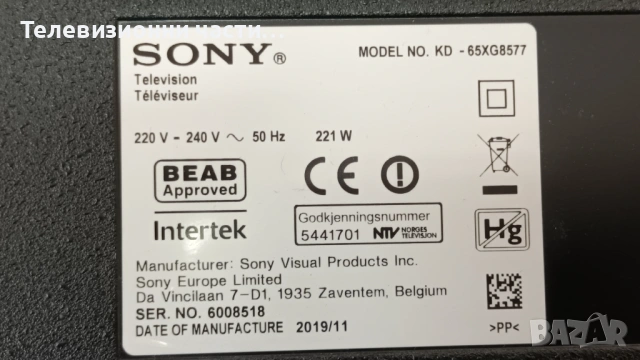 Телевизионни части...
SONY®
MODEL NO. KD - 65XG8577
Television
Téléviseur
220 V - 240 V ~ 50 Hz 221 W
BEAB
Approved
Intertek
CE
Godkjenningsnummer
5441701 NTV NORGES TELEVISJON
Hg
Manufacturer: Sony Visual Products Inc.
Sony Europe Limited
Da Vincilaan 7-D1, 1935 Zaventem, Belgium
SER. NO. 6008518
DATE OF MANUFACTURE 2019/11
>PP<
BAZAR